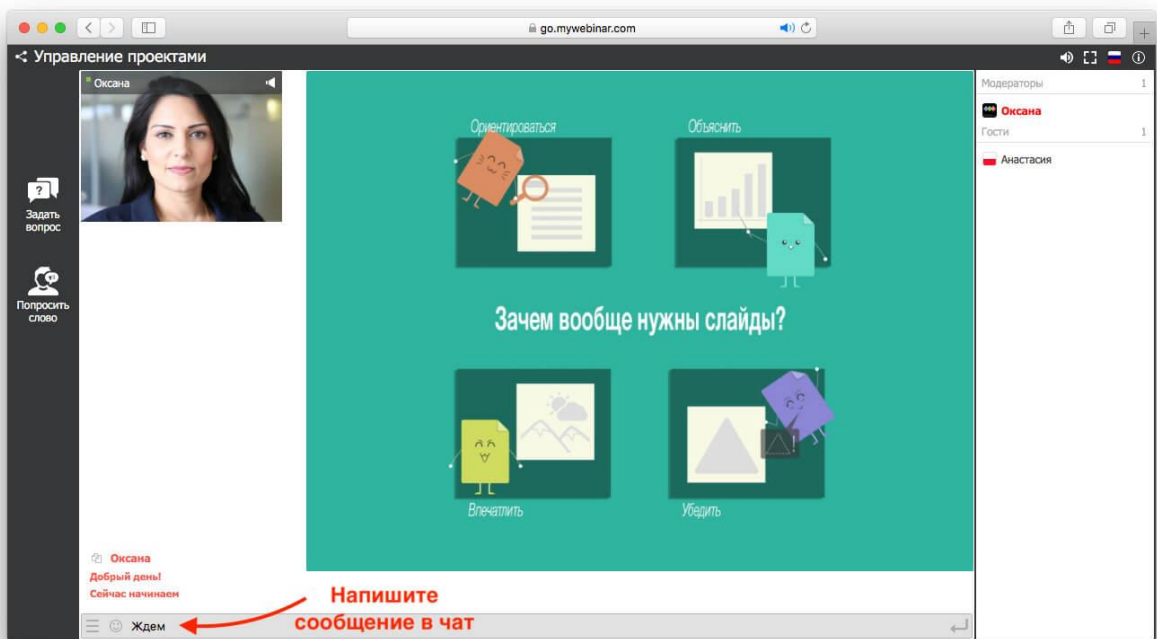 go.mywebinar.com
Управление проектами
Оксана
Задать
вопрос
Попросить
слово
Ориентироваться
Объяснить
Зачем вообще нужны слайды?
Впечатлить
Убедить
Оксана
Добрый день!
Сейчас начинаем
Ждем
Напишите
сообщение в чат
Модераторы 1
Оксана
Гости 1
Анастасия